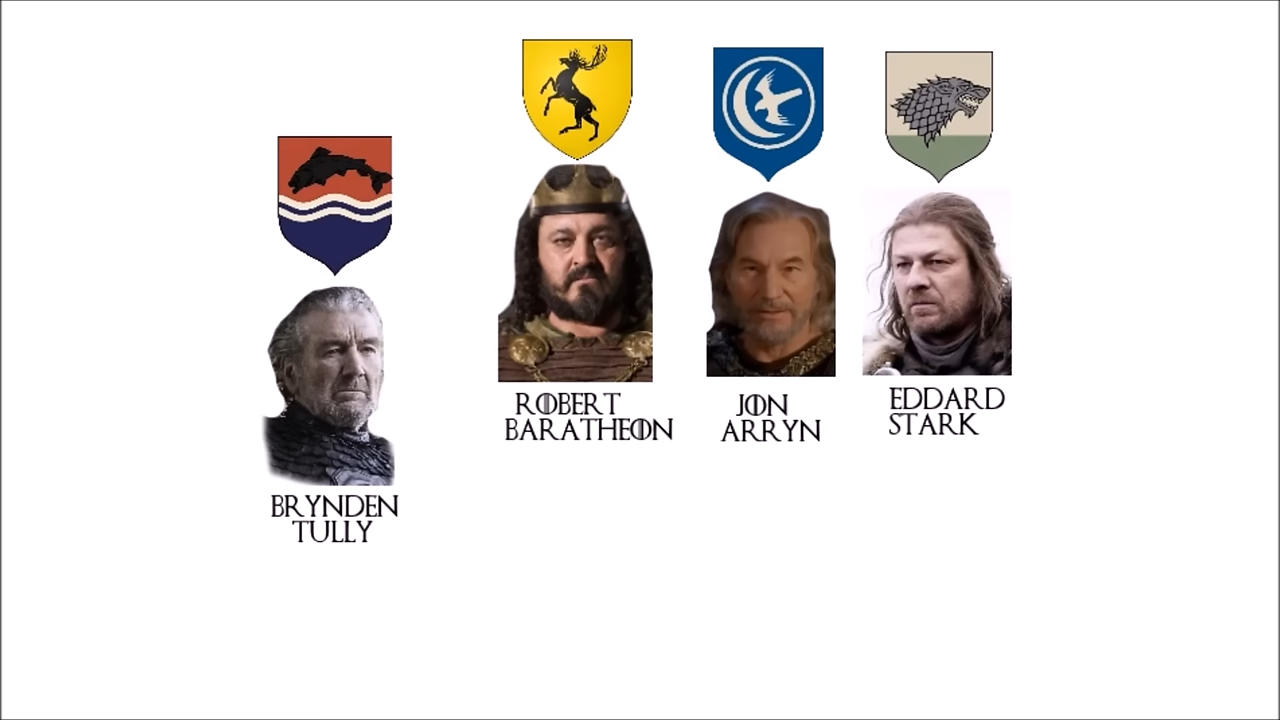 ROBERT
BARATHEON
JON
ARRYN
EDDARD
STARK
BRYNDEN
TULLY